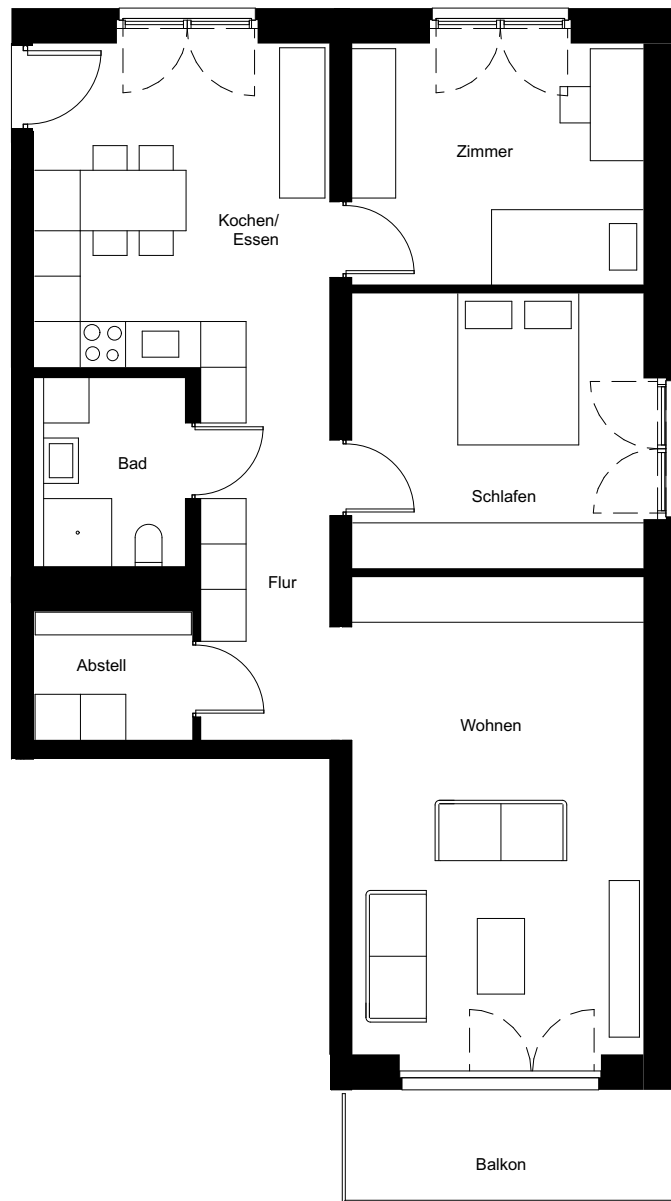 Zimmer
Kochen/
Essen
Bad
Schlafen
Flur
Abstell
Wohnen
Balkon